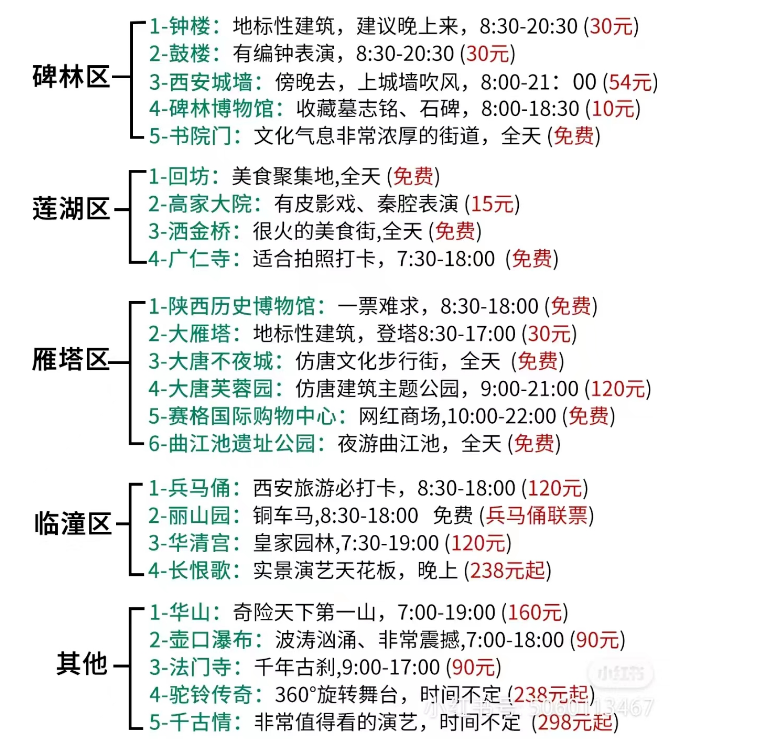 碑林区
1-钟楼：地标性建筑，建议晚上来，8:30-20:30 (30元)
2-鼓楼：有编钟表演，8:30-20:30 (30元)
3-西安城墙：傍晚去，上城墙吹风，8:00-21：00 (54元)
4-碑林博物馆：收藏墓志铭、石碑，8:00-18:30 (10元)
5-书院门：文化气息非常浓厚的街道，全天 (免费)
莲湖区
1-回坊：美食聚集地,全天 (免费)
2-高家大院：有皮影戏、秦腔表演 (15元)
3-洒金桥：很火的美食街,全天 (免费)
4-广仁寺：适合拍照打卡，7:30-18:00 (免费)
雁塔区
1-陕西历史博物馆：一票难求，8:30-18:00 (免费)
2-大雁塔：地标性建筑，登塔8:30-17:00 (30元)
3-大唐不夜城：仿唐文化步行街，全天 (免费)
4-大唐芙蓉园：仿唐建筑主题公园，9:00-21:00 (120元)
5-赛格国际购物中心：网红商场,10:00-22:00 (免费)
6-曲江池遗址公园：夜游曲江池，全天 (免费)
临潼区
1-兵马俑：西安旅游必打卡，8:30-18:00 (120元)
2-丽山园：铜车马,8:30-18:00 免费 (兵马俑联票)
3-华清宫：皇家园林,7:30-19:00 (120元)
4-长恨歌：实景演艺天花板，晚上 (238元起)
其他
1-华山：奇险天下第一山，7:00-19:00 (160元)
2-壶口瀑布：波涛汹涌、非常震撼,7:00-18:00 (90元)
3-法门寺：千年古刹,9:00-17:00 (90元)
4-驼铃传奇：360°旋转舞台，时间不定 (238元起)
5-千古情：非常值得看的演艺，时间不定 (298元起)
小红书